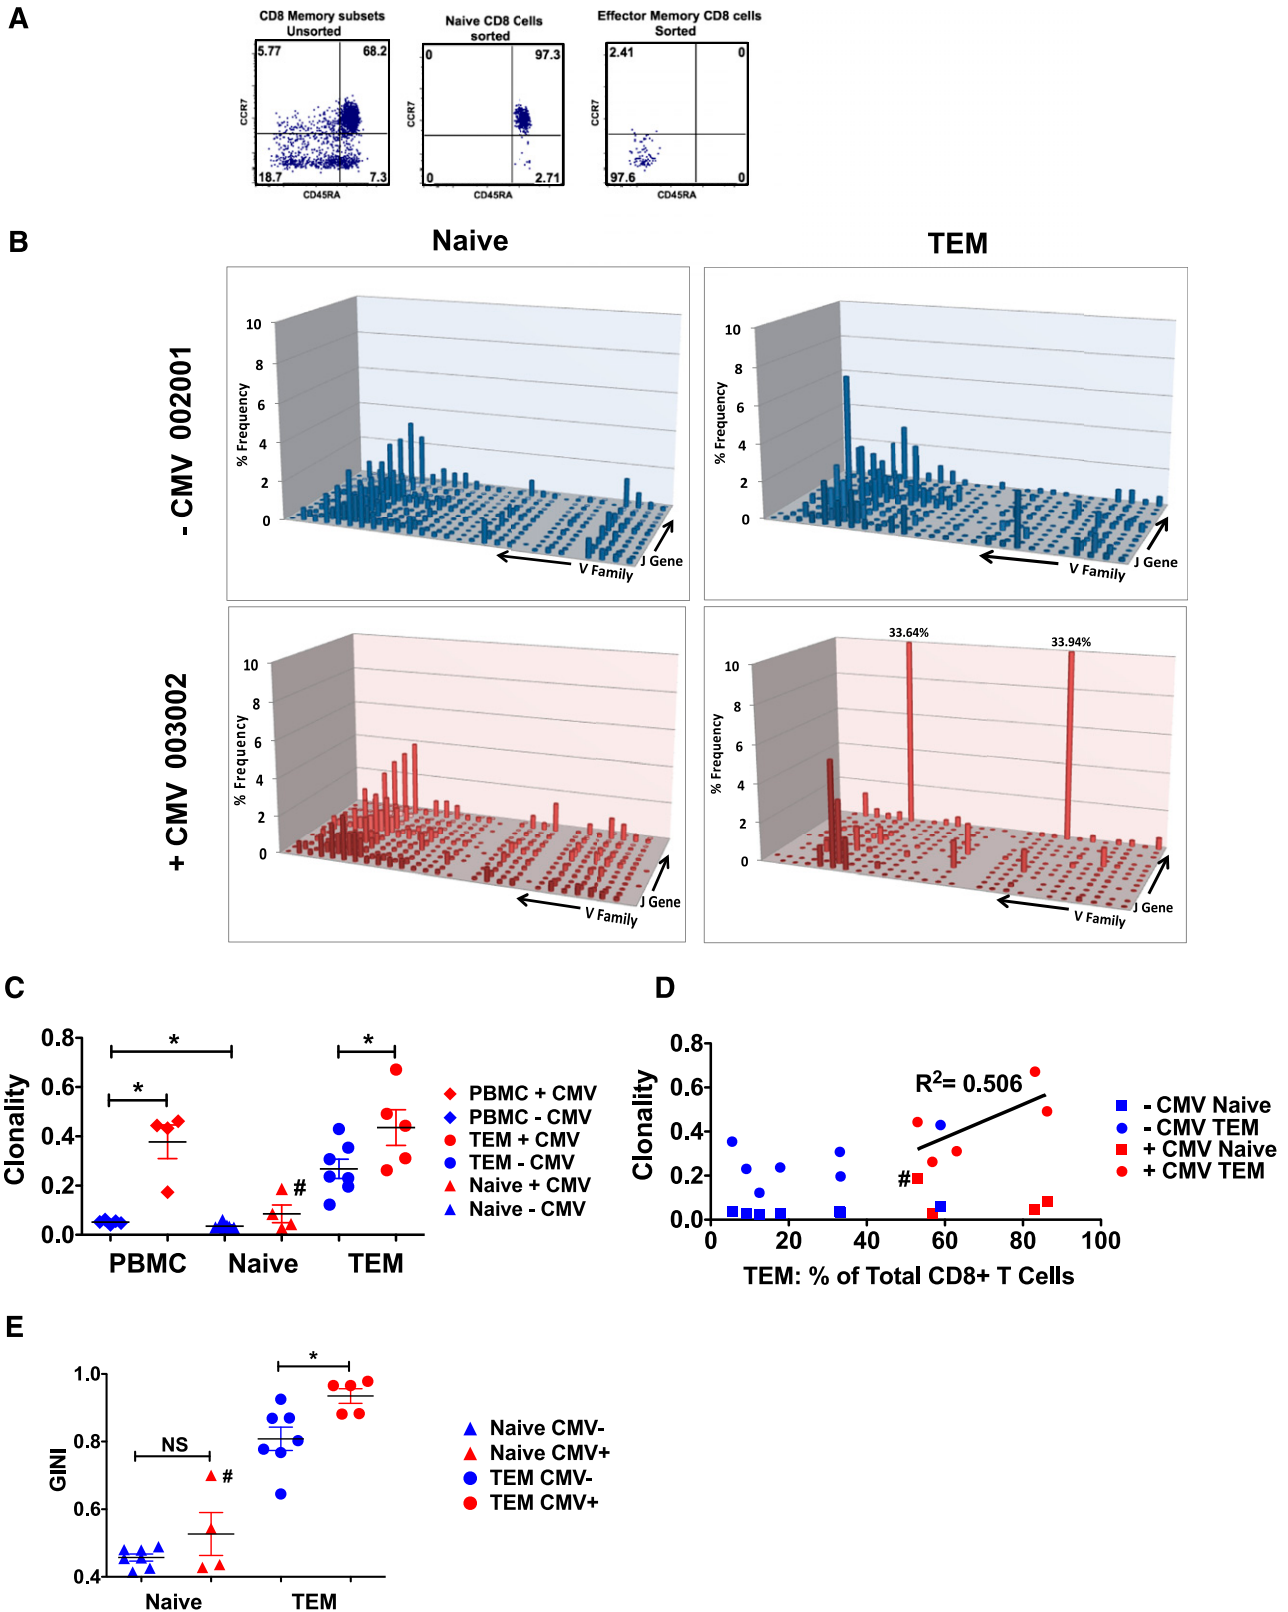 A
CD8 Memory subsets
Unsorted
5.77
68.2
18.7
7.3
CCR7
CD45RA
Naive CD8 Cells
sorted
0
97.3
0
2.71
CCR7
CD45RA
Effector Memory CD8 cells
Sorted
2.41
0
97.6
0
CCR7
CD45RA
B
Naive
TEM
- CMV 002001
10
8
6
4
2
0
% Frequency
V Family
J Gene
10
8
6
4
2
0
% Frequency
V Family
J Gene
+ CMV 003002
10
8
6
4
2
0
% Frequency
V Family
J Gene
33.64%
33.94%
10
8
6
4
2
0
% Frequency
V Family
J Gene
C
0.8
0.6
0.4
0.2
0.0
Clonality
*
*
*
#
PBMC
Naive
TEM
PBMC + CMV
PBMC - CMV
TEM + CMV
TEM - CMV
Naive + CMV
Naive - CMV
D
0.8
0.6
0.4
0.2
0.0
Clonality
R2= 0.506
#
0
20
40
60
80
100
TEM: % of Total CD8+ T Cells
- CMV Naive
- CMV TEM
+ CMV Naive
+ CMV TEM
E
1.0
0.8
0.6
0.4
GINI
NS
#
*
Naive
TEM
Naive CMV-
Naive CMV+
TEM CMV-
TEM CMV+